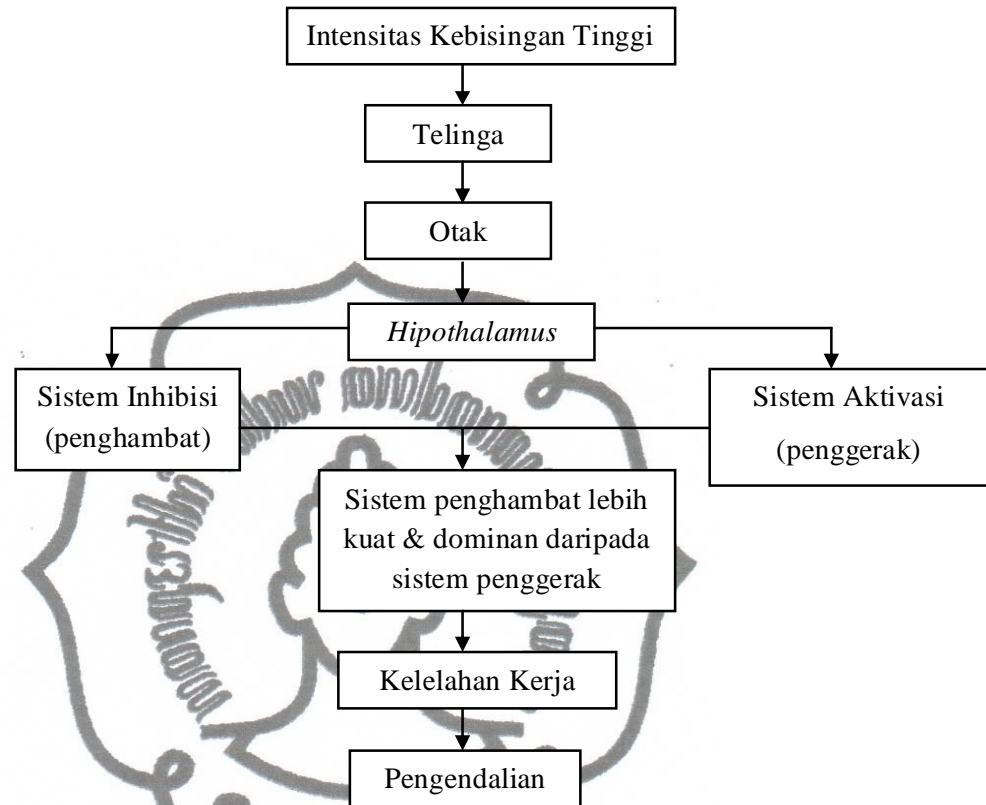 Intensitas Kebisingan Tinggi
Telinga
Otak
Hipothalamus
Sistem Inhibisi
(penghambat)
Sistem Aktivasi
(penggerak)
Sistem penghambat lebih
kuat & dominan daripada
sistem penggerak
Kelelahan Kerja
Pengendalian